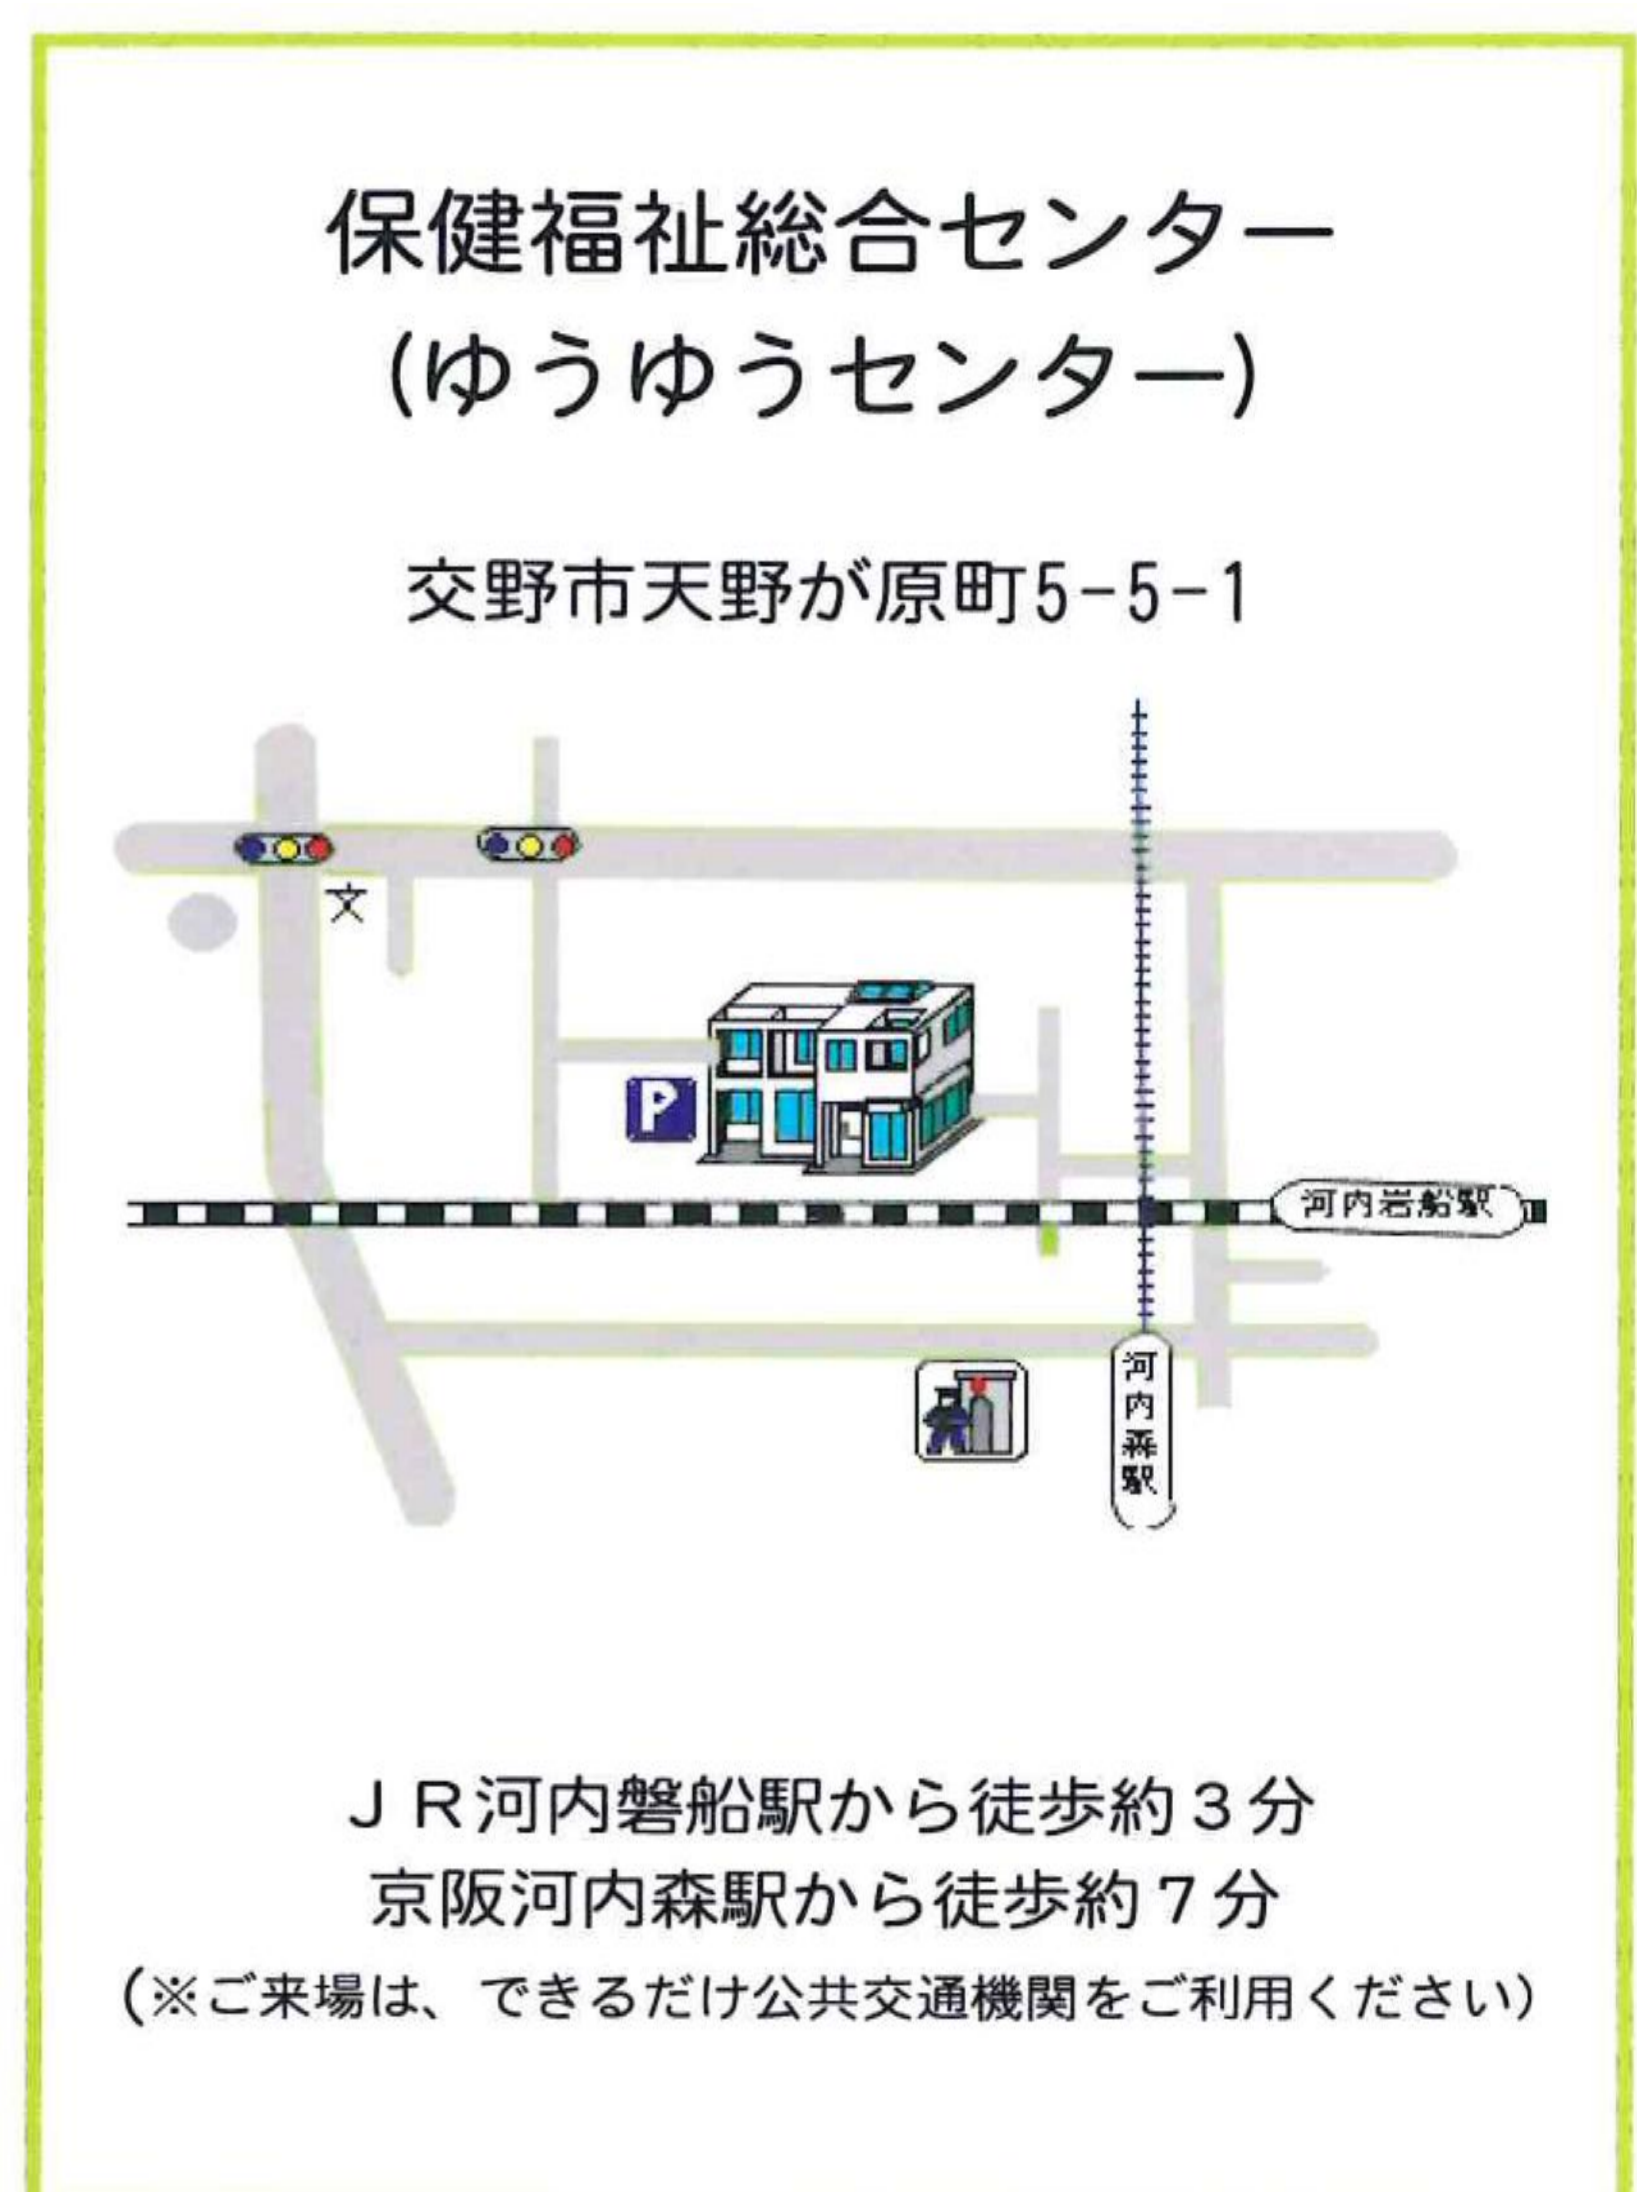 保健福祉総合センター
(ゆうゆうセンター)
交野市天野が原町5-5-1
文
P
河内岩船駅
河内森駅
ＪＲ河内磐船駅から徒歩約３分
京阪河内森駅から徒歩約７分
(※ご来場は、できるだけ公共交通機関をご利用ください)